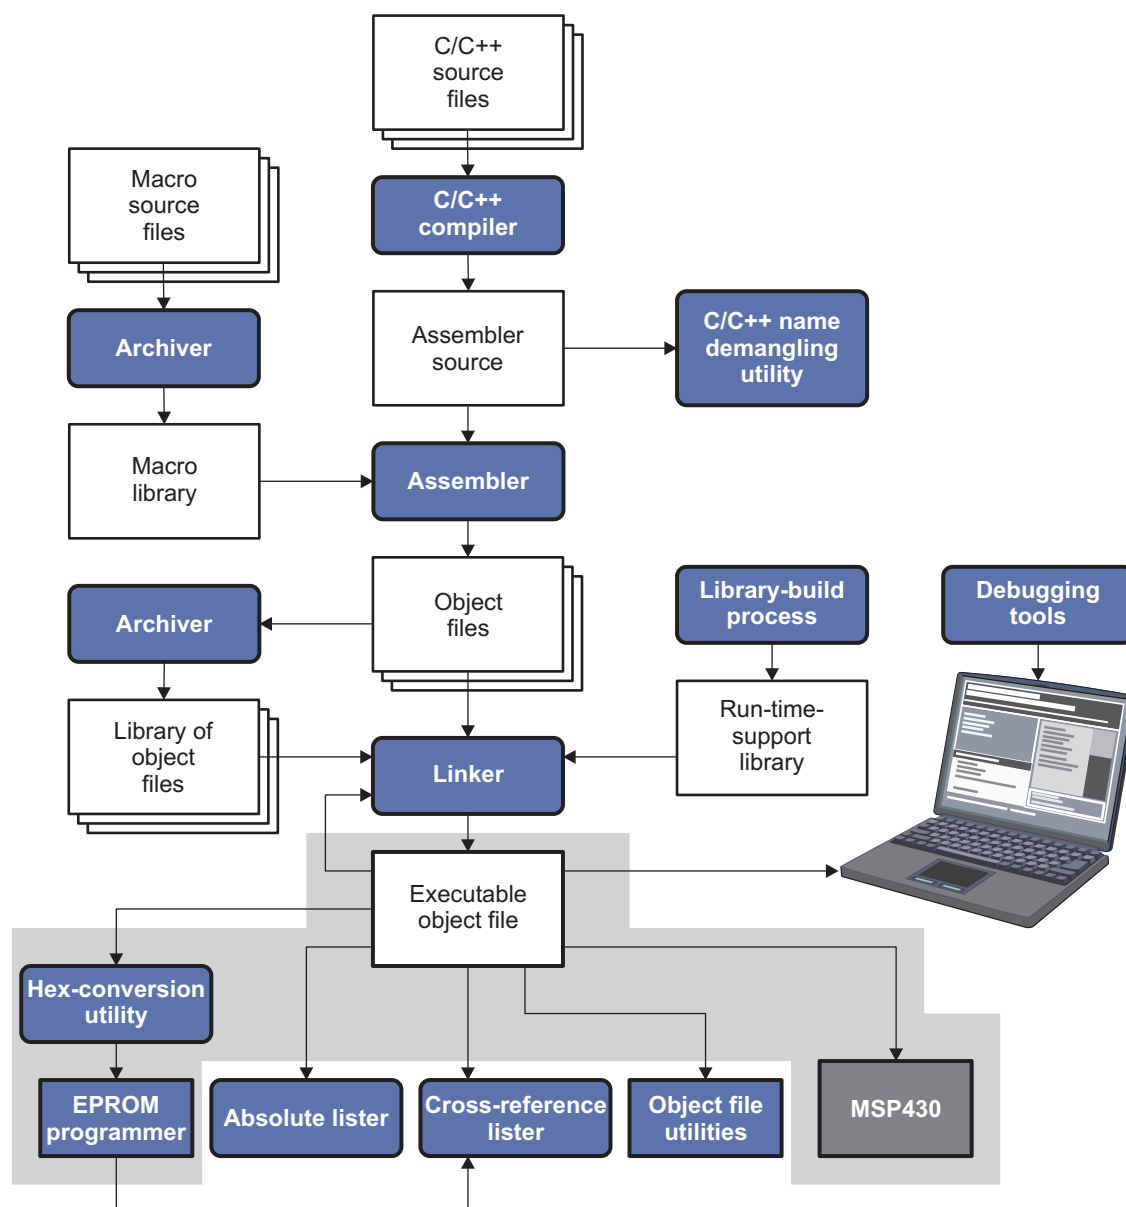 C/C++
source
files
Macro
source
files
C/C++
compiler
Archiver
Assembler
source
C/C++ name
demangling
utility
Macro
library
Assembler
Archiver
Object
files
Library-build
process
Debugging
tools
Library of
object
files
Linker
Run-time-
support
library
Executable
object file
Hex-conversion
utility
EPROM
programmer
Absolute lister
Cross-reference
lister
Object file
utilities
MSP430